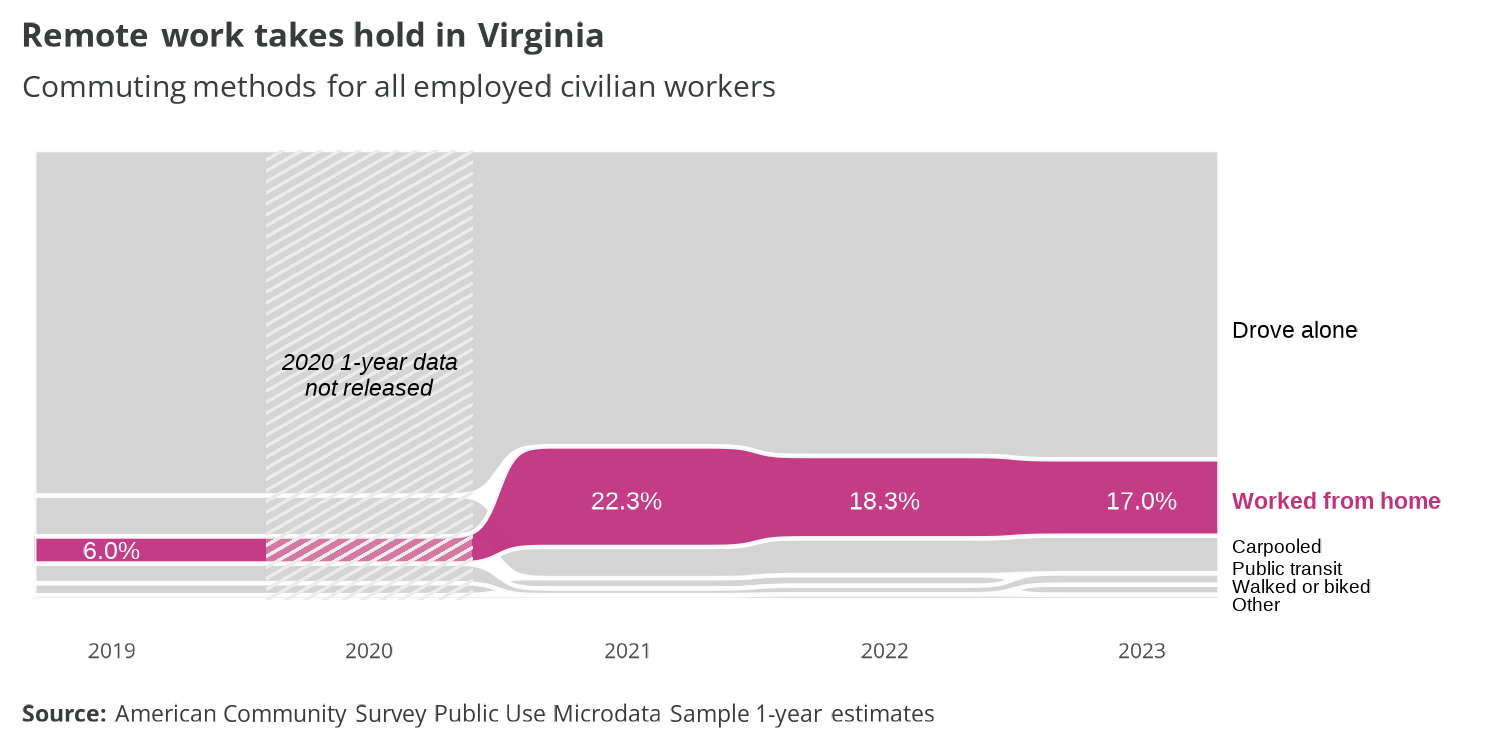 Remote work takes hold in Virginia
Commuting methods for all employed civilian workers
2020 1-year data
not released
Drove alone
6.0%
22.3%
18.3%
17.0%
Worked from home
Carpooled
Public transit
Walked or biked
Other
2019
2020
2021
2022
2023
Source: American Community Survey Public Use Microdata Sample 1-year estimates